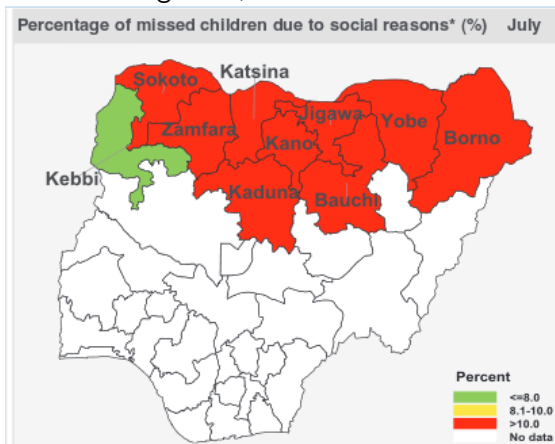 Percentage of missed children due to social reasons* (%) July
Sokoto
Katsina
Jigawa
Yobe
Zamfara
Kano
Borno
Kebbi
Kaduna
Bauchi
Percent
<=8.0
8.1-10.0
>10.0
No data